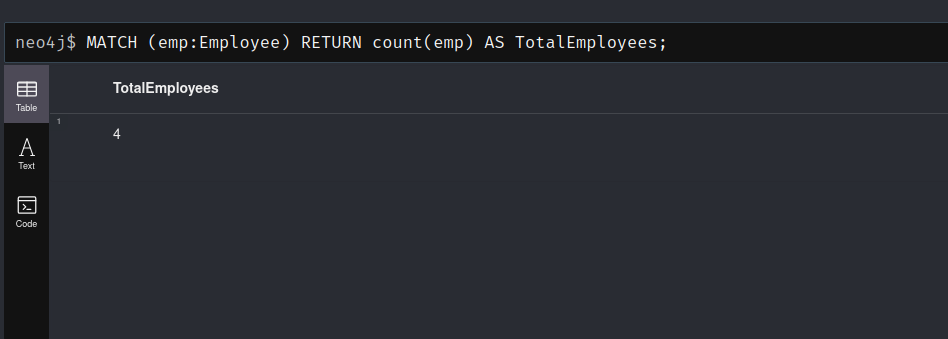 neo4j$ MATCH (emp:Employee) RETURN count(emp) AS TotalEmployees;
Table
TotalEmployees
1
4
Text
Code